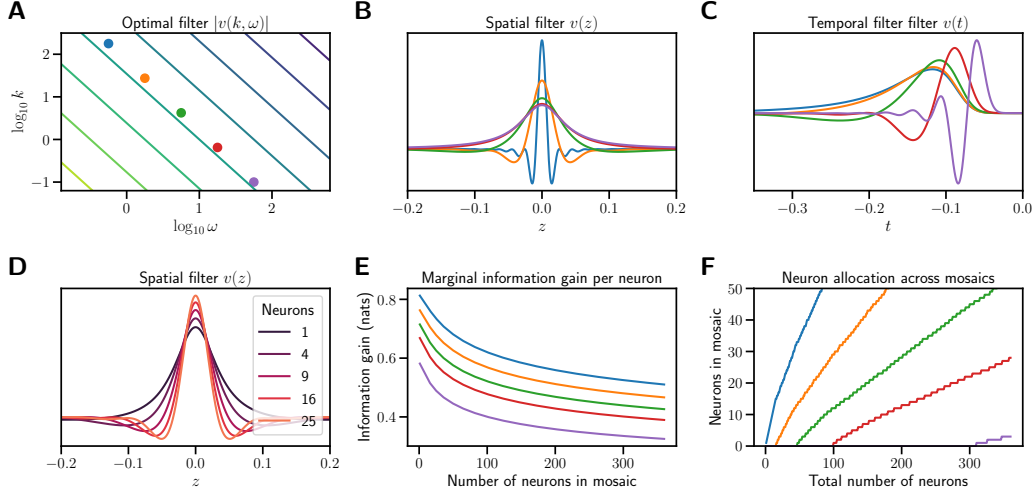 A
Optimal filter |v(k, ω)|
log₁₀ k
2
1
0
−1
0
1
2
log₁₀ ω
B
Spatial filter v(z)
−0.2
−0.1
0.0
0.1
0.2
z
C
Temporal filter filter v(t)
−0.3
−0.2
−0.1
0.0
t
D
Spatial filter v(z)
Neurons
1
4
9
16
25
−0.2
−0.1
0.0
0.1
0.2
z
E
Marginal information gain per neuron
Information gain (nats)
0.8
0.6
0.4
0
100
200
300
Number of neurons in mosaic
F
Neuron allocation across mosaics
Neurons in mosaic
50
40
30
20
10
0
0
100
200
300
Total number of neurons